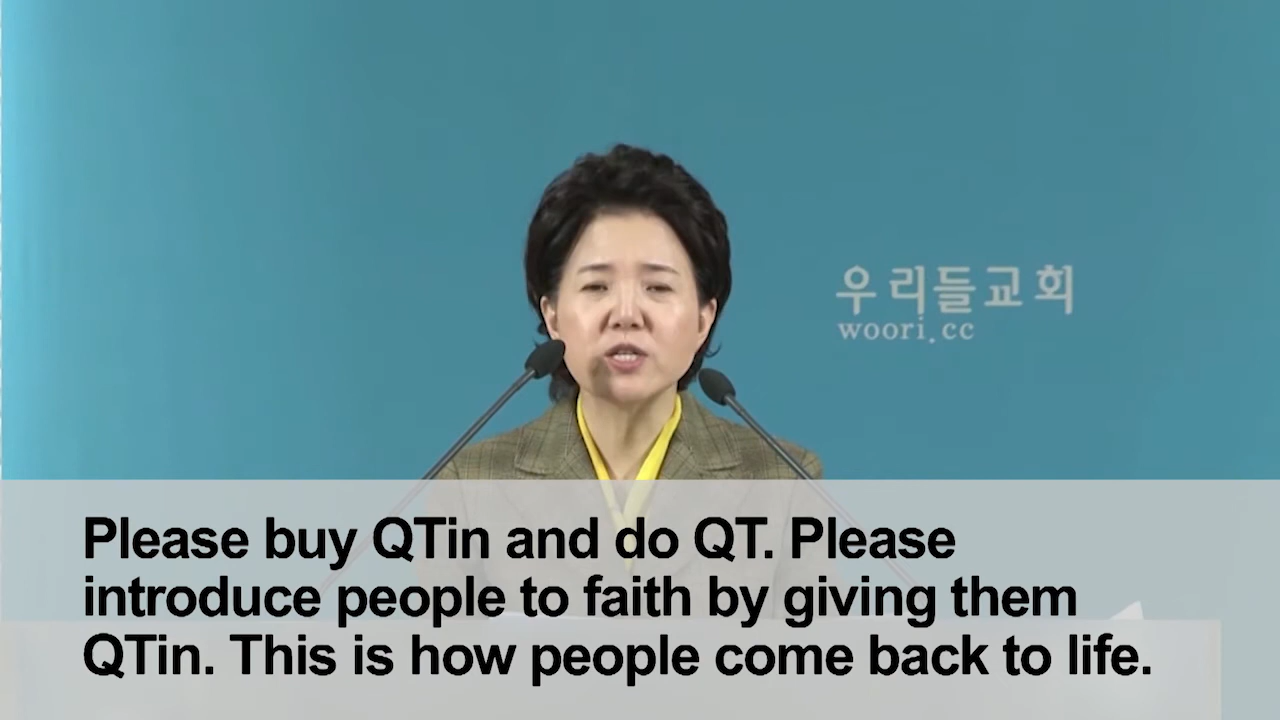 우리들교회
woori.cc
Please buy QTin and do QT. Please
introduce people to faith by giving them
QTin. This is how people come back to life.